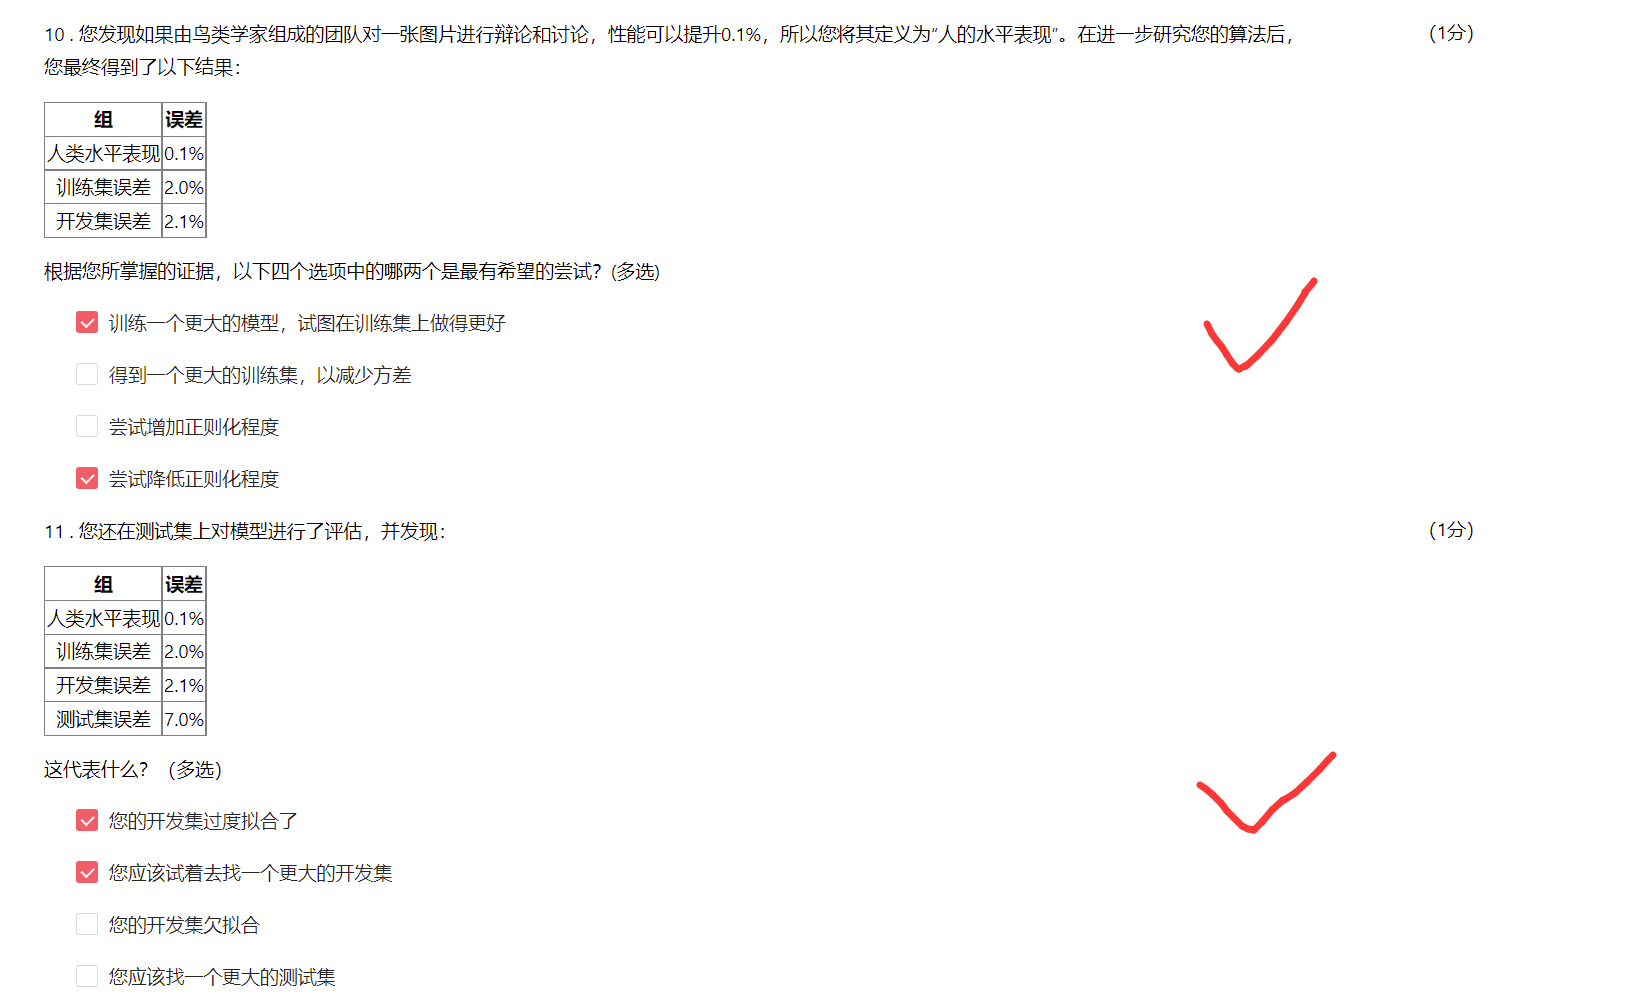 10 . 您发现如果由鸟类学家组成的团队对一张图片进行辩论和讨论，性能可以提升0.1%，所以您将其定义为“人的水平表现”。在进一步研究您的算法后， （1分）
您最终得到了以下结果：
组 误差
人类水平表现 0.1%
训练集误差 2.0%
开发集误差 2.1%
根据您所掌握的证据，以下四个选项中的哪两个是最有希望的尝试？(多选)
训练一个更大的模型，试图在训练集上做得更好
得到一个更大的训练集，以减少方差
尝试增加正则化程度
尝试降低正则化程度
11 . 您还在测试集上对模型进行了评估，并发现： （1分）
组 误差
人类水平表现 0.1%
训练集误差 2.0%
开发集误差 2.1%
测试集误差 7.0%
这代表什么？（多选）
您的开发集过度拟合了
您应该试着去找一个更大的开发集
您的开发集欠拟合
您应该找一个更大的测试集